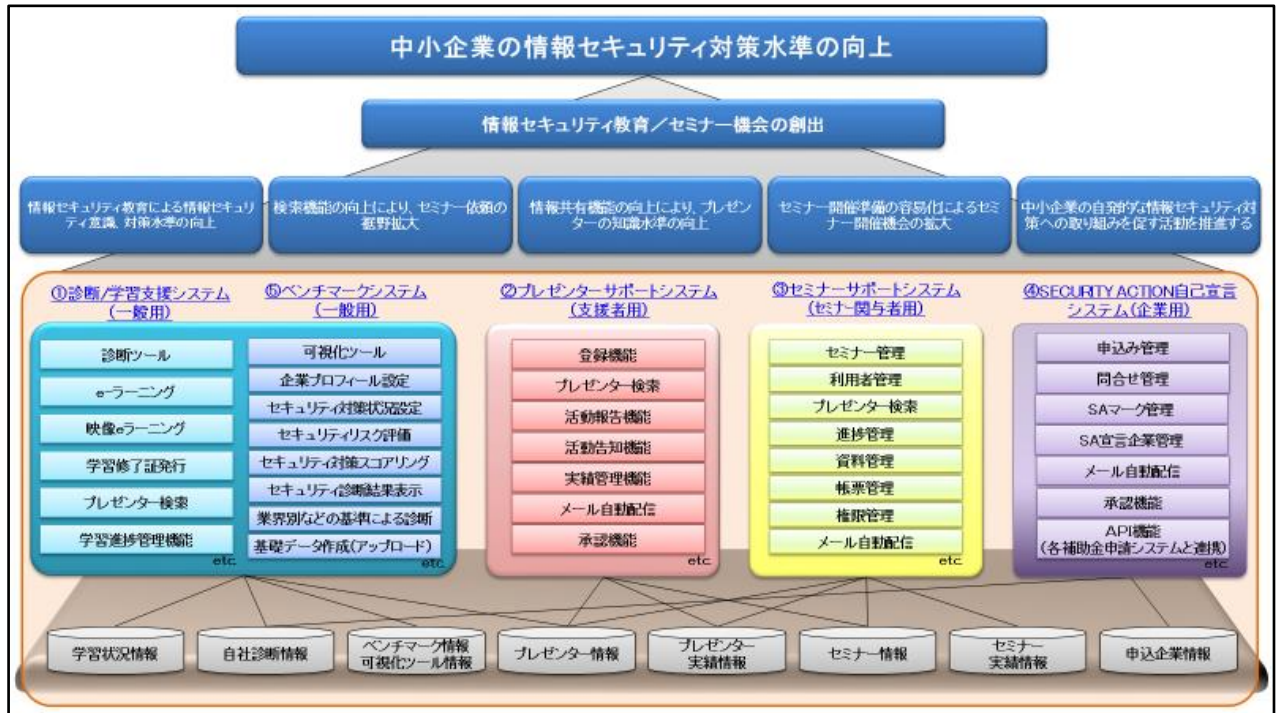 中小企業の情報セキュリティ対策水準の向上
情報セキュリティ教育／セミナー機会の創出
情報セキュリティ教育による情報セキュリ
ティ意識、対策水準の向上
検索機能の向上により、セミナー依頼の
裾野拡大
情報共有機能の向上により、プレゼン
ターの知識水準の向上
セミナー開催準備の容易化によるセミ
ナー開催機会の拡大
中小企業の自発的な情報セキュリティ対
策への取り組みを促す活動を推進する
①診断/学習支援システム
(一般用)
診断ツール
e-ラーニング
映像eラーニング
学習修了証発行
プレゼンター検索
学習進捗管理機能
etc
⑤ベンチマークシステム
(一般用)
可視化ツール
企業プロフィール設定
セキュリティ対策状況設定
セキュリティリスク評価
セキュリティ対策スコアリング
セキュリティ診断結果表示
業界別などの基準による診断
基礎データ作成(アップロード)
etc
②プレゼンターサポートシステム
(支援者用)
登録機能
プレゼンター検索
活動報告機能
活動告知機能
実績管理機能
メール自動配信
承認機能
etc
③セミナーサポートシステム
(セミナー関与者用)
セミナー管理
利用者管理
プレゼンター検索
進捗管理
資料管理
帳票管理
権限管理
メール自動配信
etc
④SECURITY ACTION自己宣言
システム(企業用)
申込み管理
問合せ管理
SAマーク管理
SA宣言企業管理
メール自動配信
承認機能
API機能
(各補助金申請システムと連携)
etc
学習状況情報
自社診断情報
ベンチマーク情報
可視化ツール情報
プレゼンター情報
プレゼンター
実績情報
セミナー情報
セミナー
実績情報
申込企業情報